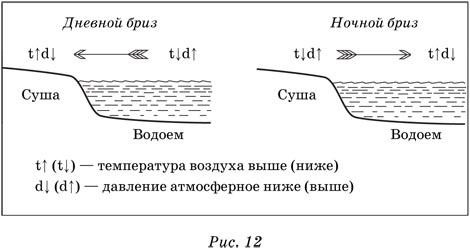 Дневной бриз
Ночной бриз
t↑d↓ t↓d↑
t↓d↑ t↑d↓
Суша
Водоем
Суша
Водоем
t↑ (t↓) — температура воздуха выше (ниже)
d↓ (d↑) — давление атмосферное ниже (выше)
Рис. 12